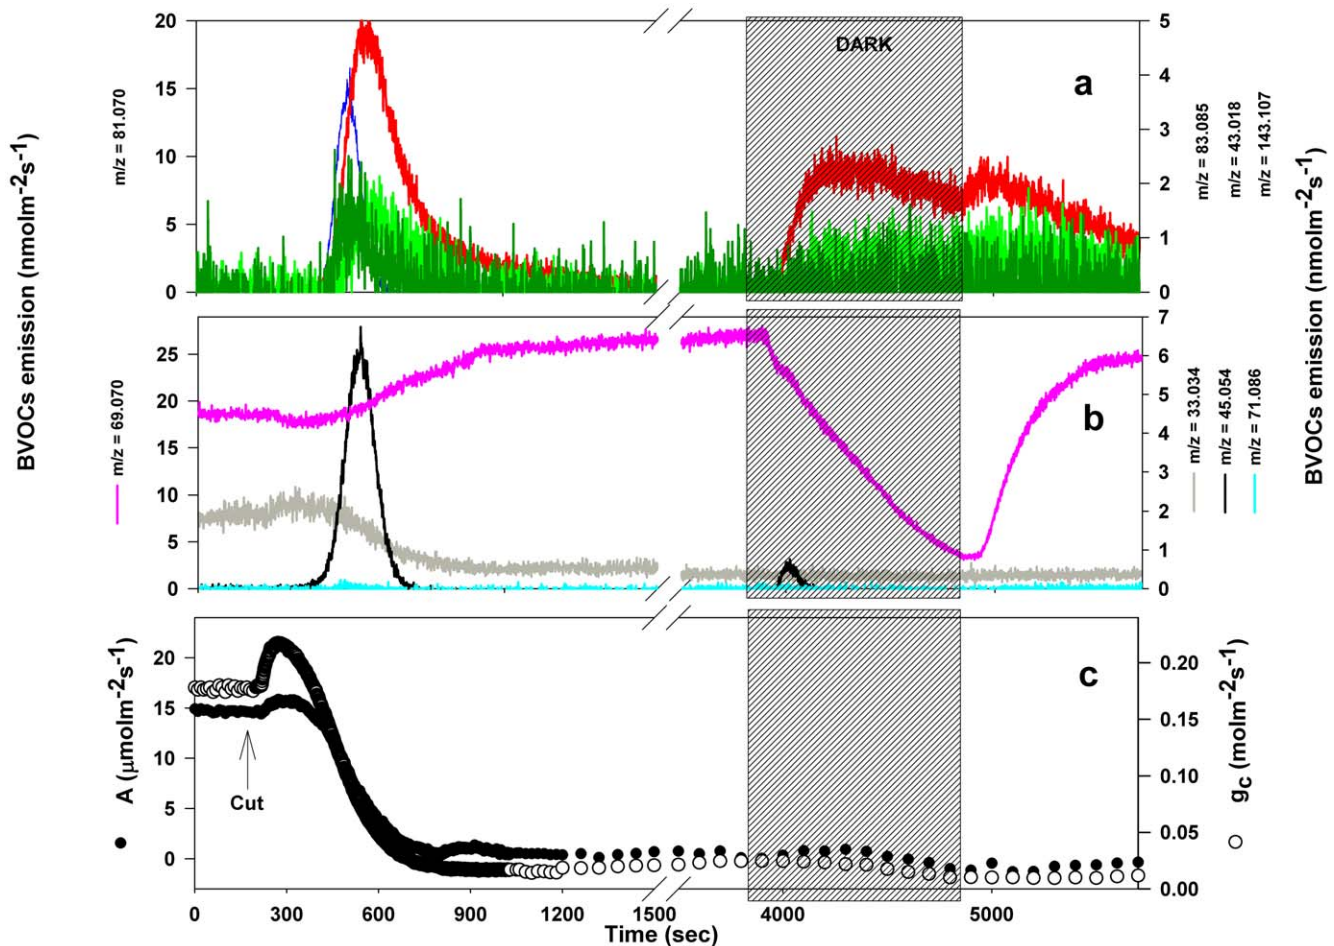 BVOCs emission (nmolm⁻²s⁻¹)
m/z = 81.070
20
15
10
5
0
DARK
a
5
4
3
2
1
0
m/z = 83.085
m/z = 43.018
m/z = 143.107
BVOCs emission (nmolm⁻²s⁻¹)
m/z = 69.070
25
20
15
10
5
0
b
7
6
5
4
3
2
1
0
m/z = 33.034
m/z = 45.054
m/z = 71.086
A (μmolm⁻²s⁻¹)
20
15
10
5
0
Cut
c
0.20
0.15
0.10
0.05
0.00
gc (molm⁻²s⁻¹)
0 300 600 900 1200 1500 4000 5000
Time (sec)